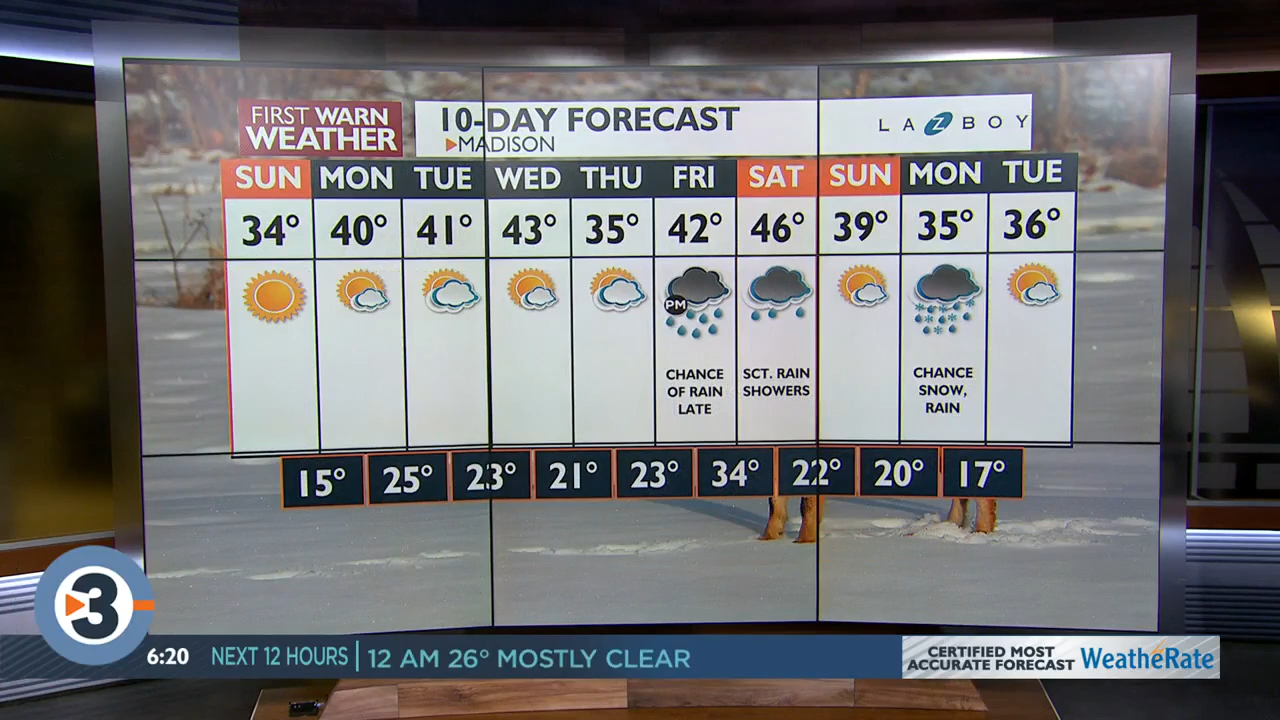 FIRST WARN
WEATHER
10-DAY FORECAST
MADISON
LA Z BOY
SUN MON TUE WED THU FRI SAT SUN MON TUE
34° 40° 41° 43° 35° 42° 46° 39° 35° 36°
PM
CHANCE
OF RAIN
LATE
SCT. RAIN
SHOWERS
CHANCE
SNOW,
RAIN
15° 25° 23° 21° 23° 34° 22° 20° 17°
3
6:20 NEXT 12 HOURS 12 AM 26° MOSTLY CLEAR
CERTIFIED MOST
ACCURATE FORECAST
WeatheRate